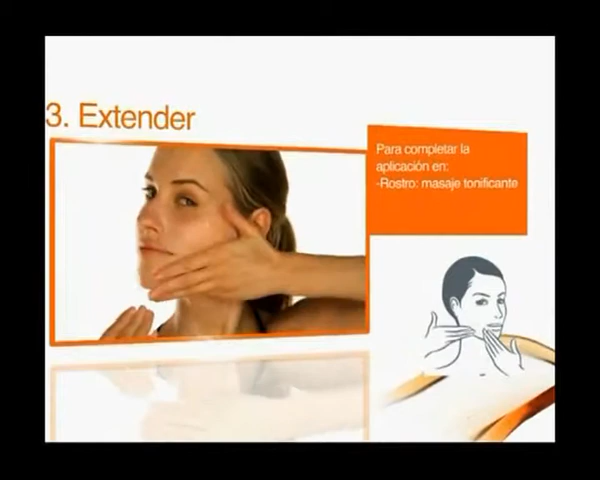 3. Extender
Para completar la
aplicación en:
-Rostro: masaje tonificante